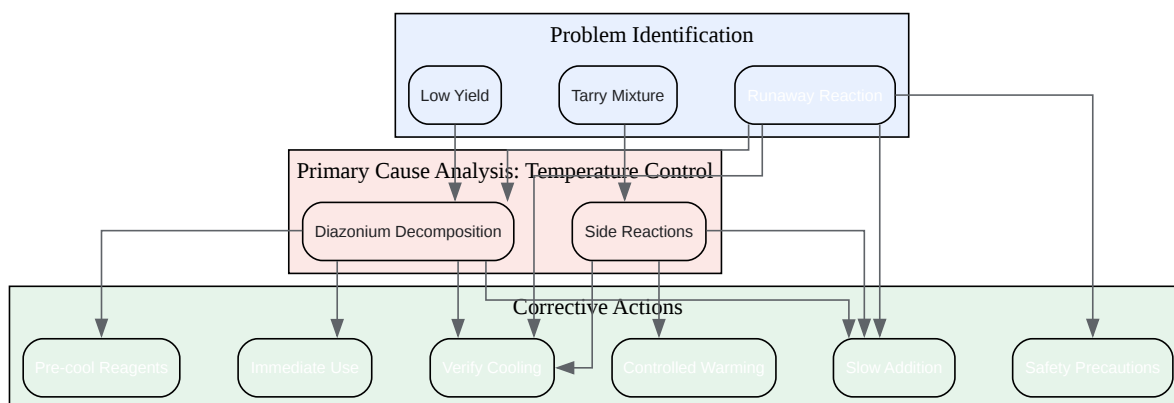 Problem Identification
Low Yield
Tarry Mixture
Runaway Reaction
Primary Cause Analysis: Temperature Control
Diazonium Decomposition
Side Reactions
Corrective Actions
Pre-cool Reagents
Immediate Use
Verify Cooling
Controlled Warming
Slow Addition
Safety Precautions